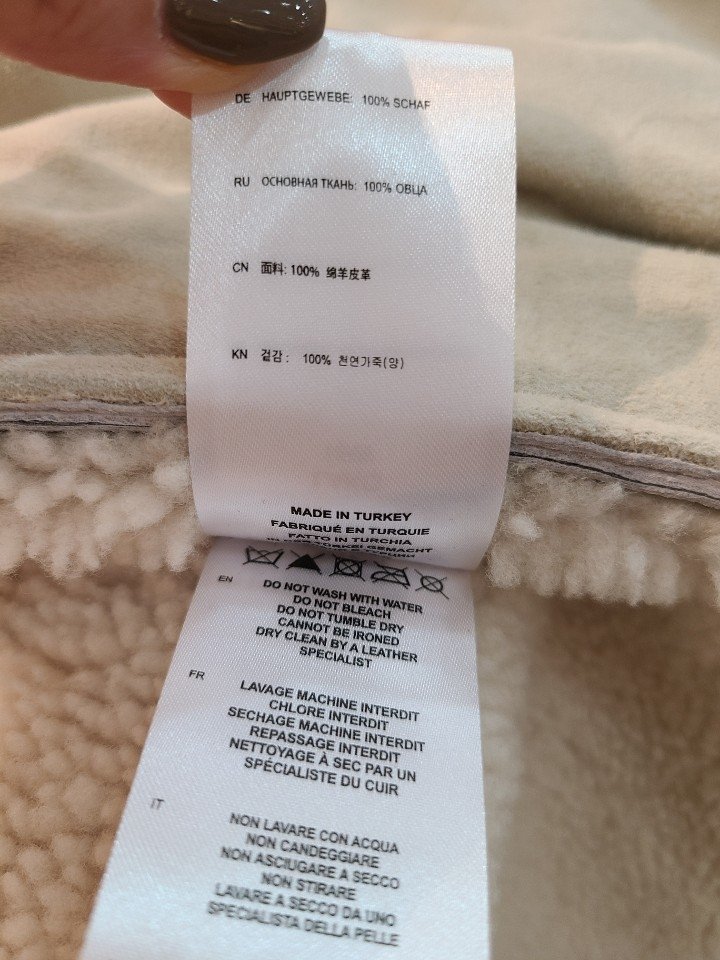 DE HAUPTGEWEBE: 100% SCHAF
RU ОСНОВНАЯ ТКАНЬ: 100% ОВЦА
CN 面料: 100% 绵羊皮革
KN 겉감 : 100% 천연가죽(양)
MADE IN TURKEY
FABRIQUÉ EN TURQUIE
FATTO IN TURCHIA
GEMACHT
EN
DO NOT WASH WITH WATER
DO NOT BLEACH
DO NOT TUMBLE DRY
CANNOT BE IRONED
DRY CLEAN BY A LEATHER
SPECIALIST
FR
LAVAGE MACHINE INTERDIT
CHLORE INTERDIT
SECHAGE MACHINE INTERDIT
REPASSAGE INTERDIT
NETTOYAGE À SEC PAR UN
SPÉCIALISTE DU CUIR
IT
NON LAVARE CON ACQUA
NON CANDEGGIARE
NON ASCIUGARE A SECCO
NON STIRARE
LAVARE A SECCO DA UNO
SPECIALISTA DELLA PELLE